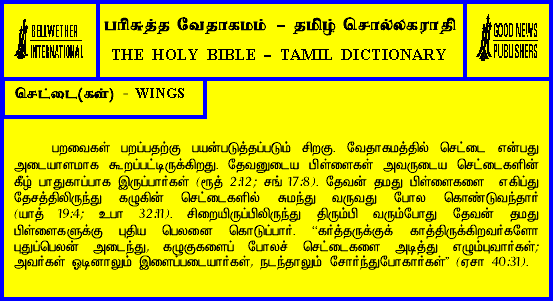 BELLWETHER
INTERNATIONAL
பரிசுத்த வேதாகமம் – தமிழ் சொல்லகராதி
THE HOLY BIBLE – TAMIL DICTIONARY
GOOD NEWS
PUBLISHERS
செட்டை(கள்) - WINGS
பறவைகள் பறப்பதற்கு பயன்படுத்தப்படும் சிறகு. வேதாகமத்தில் செட்டை என்பது
அடையாளமாக கூறப்பட்டிருக்கிறது. தேவனுடைய பிள்ளைகள் அவருடைய செட்டைகளின்
கீழ் பாதுகாப்பாக இருப்பார்கள் (ரூத் 2:12; சங் 17:8). தேவன் தமது பிள்ளைகளை எகிப்து
தேசத்திலிருந்து கழுகின் செட்டைகளில் சுமந்து வருவது போல கொண்டுவந்தார்
(யாத் 19:4; உபா 32:11). சிறையிருப்பிலிருந்து திரும்பி வரும்போது தேவன் தமது
பிள்ளைகளுக்கு புதிய பெலனை கொடுப்பார். "கர்த்தருக்குக் காத்திருக்கிறவர்களோ
புதுப்பெலன் அடைந்து, கழுகுகளைப் போலச் செட்டைகளை அடித்து எழும்புவார்கள்;
அவர்கள் ஓடினாலும் இளைப்படையார்கள், நடந்தாலும் சோர்ந்துபோகார்கள்" (ஏசா 40:31).